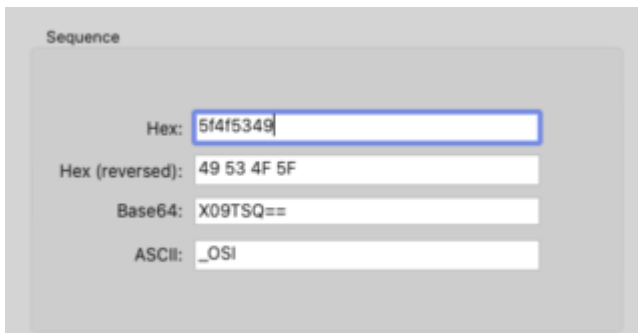 Sequence
Hex: 5f4f5349
Hex (reversed): 49 53 4F 5F
Base64: X09TSQ==
ASCII: _OSI